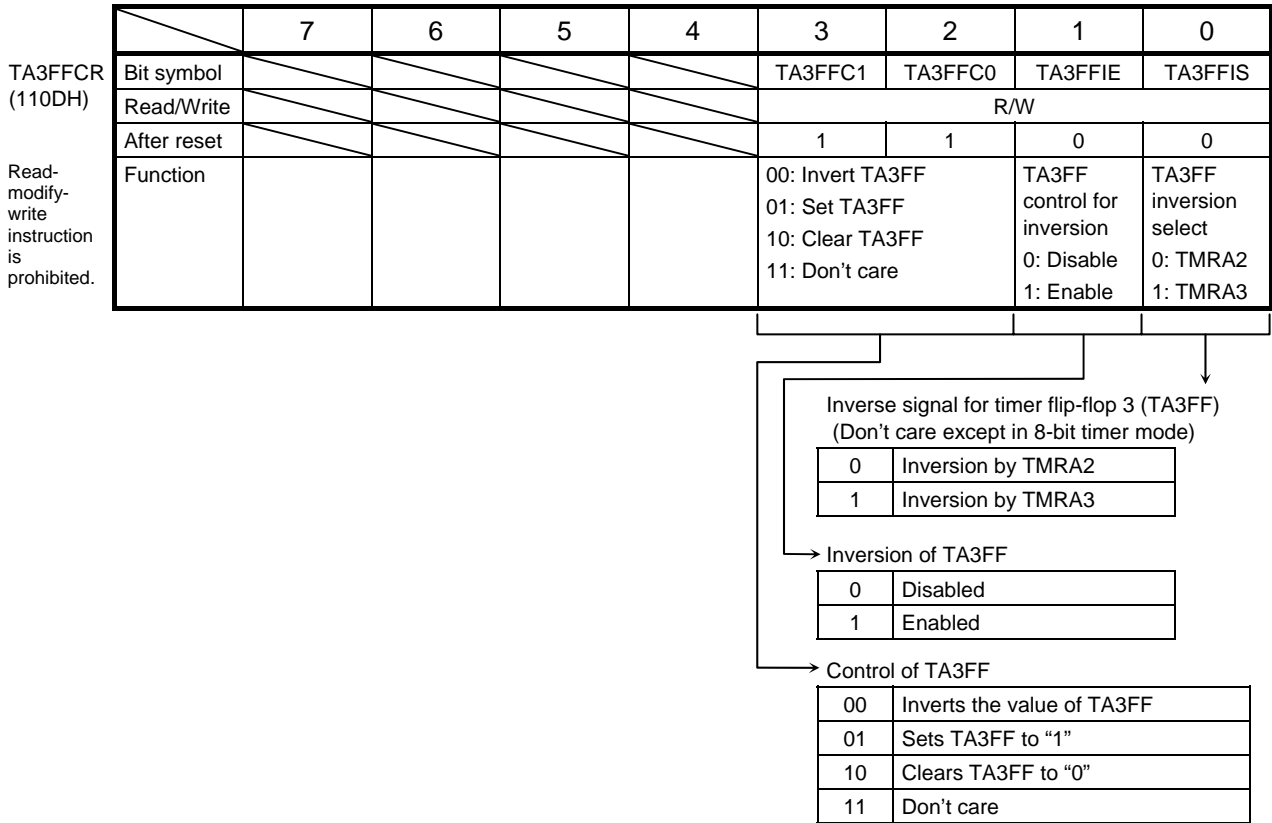 7 6 5 4 3 2 1 0
TA3FFCR
(110DH)
Bit symbol TA3FFC1 TA3FFC0 TA3FFIE TA3FFIS
Read/Write R/W
After reset 1 1 0 0
Read-
modify-
write
instruction
is
prohibited.
Function
00: Invert TA3FF
01: Set TA3FF
10: Clear TA3FF
11: Don't care
TA3FF
control for
inversion
0: Disable
1: Enable
TA3FF
inversion
select
0: TMRA2
1: TMRA3
Inverse signal for timer flip-flop 3 (TA3FF)
(Don't care except in 8-bit timer mode)
0 Inversion by TMRA2
1 Inversion by TMRA3
Inversion of TA3FF
0 Disabled
1 Enabled
Control of TA3FF
00 Inverts the value of TA3FF
01 Sets TA3FF to “1”
10 Clears TA3FF to “0”
11 Don't care